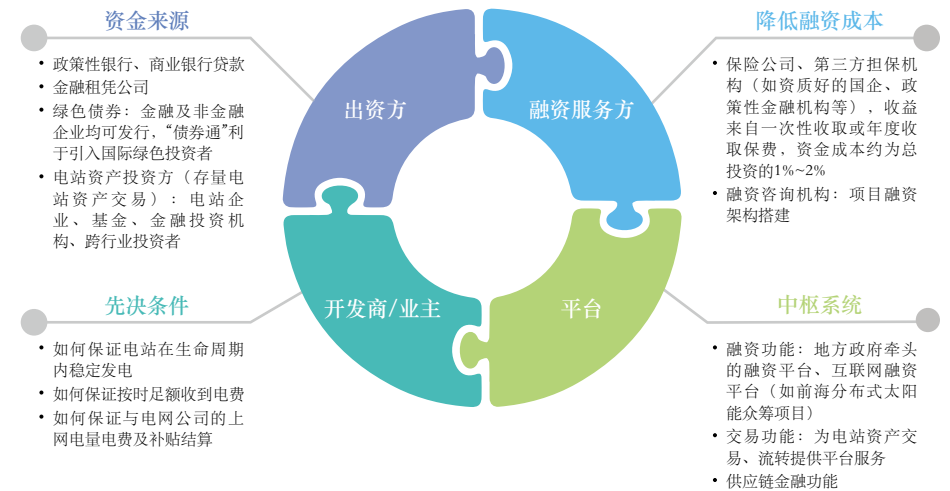 资金来源
• 政策性银行、商业银行贷款
• 金融租凭公司
• 绿色债券：金融及非金融
企业均可发行，“债券通”利
于引入国际绿色投资者
• 电站资产投资方（存量电
站资产交易）：电站企
业、基金、金融投资机
构、跨行业投资者
出资方
融资服务方
降低融资成本
• 保险公司、第三方担保机
构（如资质好的国企、政
策性金融机构等），收益
来自一次性收取或年度收
取保费，资金成本约为总
投资的1%~2%
• 融资咨询机构：项目融资
架构搭建
先决条件
• 如何保证电站在生命周期
内稳定发电
• 如何保证按时足额收到电费
• 如何保证与电网公司的上
网电量电费及补贴结算
开发商/业主
平台
中枢系统
• 融资功能：地方政府牵头
的融资平台、互联网融资
平台（如前海分布式太阳
能众筹项目）
• 交易功能：为电站资产交
易、流转提供平台服务
• 供应链金融功能